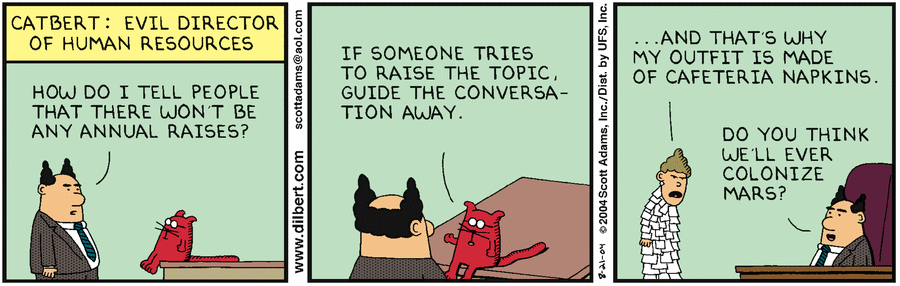 CATBERT: EVIL DIRECTOR
OF HUMAN RESOURCES
HOW DO I TELL PEOPLE
THAT THERE WON'T BE
ANY ANNUAL RAISES?
www.dilbert.com scottadams@aol.com
IF SOMEONE TRIES
TO RAISE THE TOPIC,
GUIDE THE CONVERSA-
TION AWAY.
8-21-04 © 2004 Scott Adams, Inc./Dist. by UFS, Inc.
...AND THAT'S WHY
MY OUTFIT IS MADE
OF CAFETERIA NAPKINS.
DO YOU THINK
WE'LL EVER
COLONIZE
MARS?